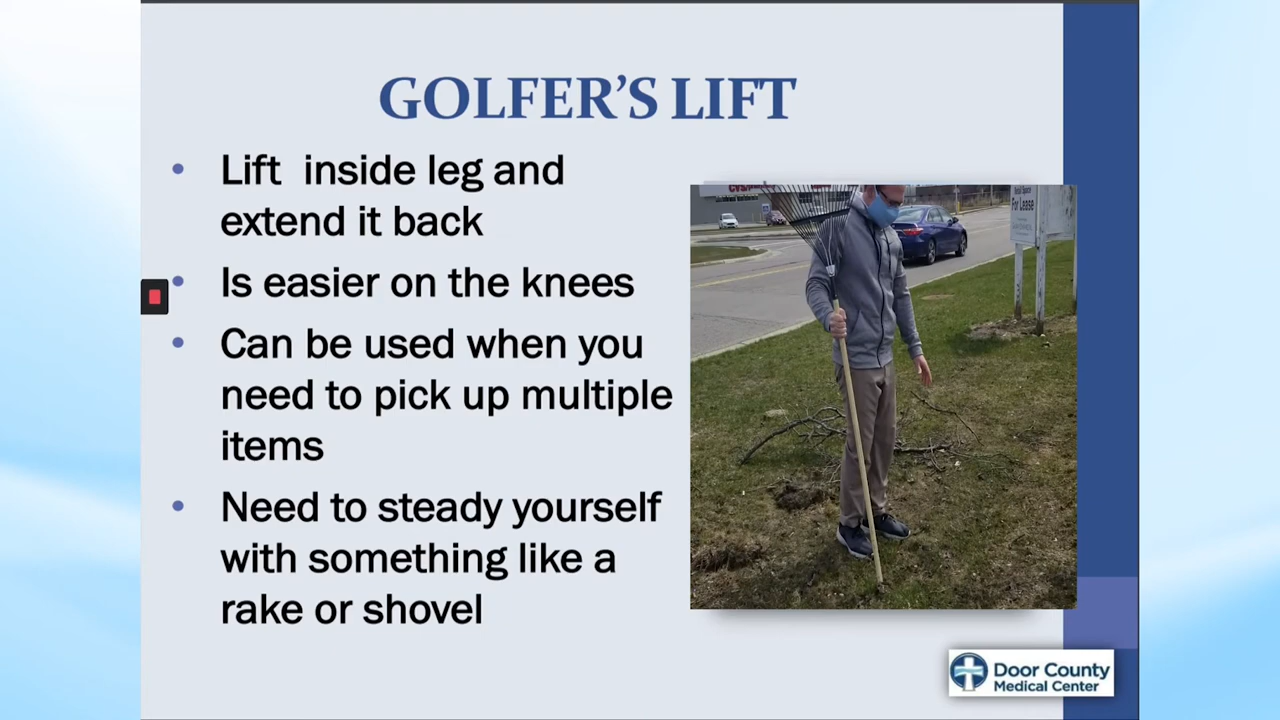 GOLFER'S LIFT
• Lift inside leg and
extend it back
• Is easier on the knees
• Can be used when you
need to pick up multiple
items
• Need to steady yourself
with something like a
rake or shovel
For Lease
Door County
Medical Center